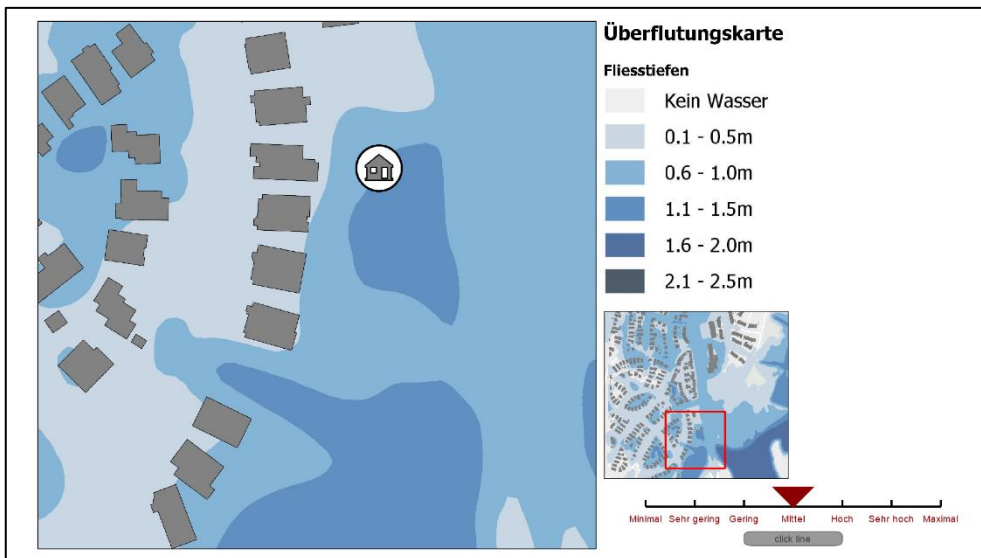 Überflutungskarte
Fliesstiefen
Kein Wasser
0.1 - 0.5m
0.6 - 1.0m
1.1 - 1.5m
1.6 - 2.0m
2.1 - 2.5m
Minimal Sehr gering Gering Mittel Hoch Sehr hoch Maximal
click line